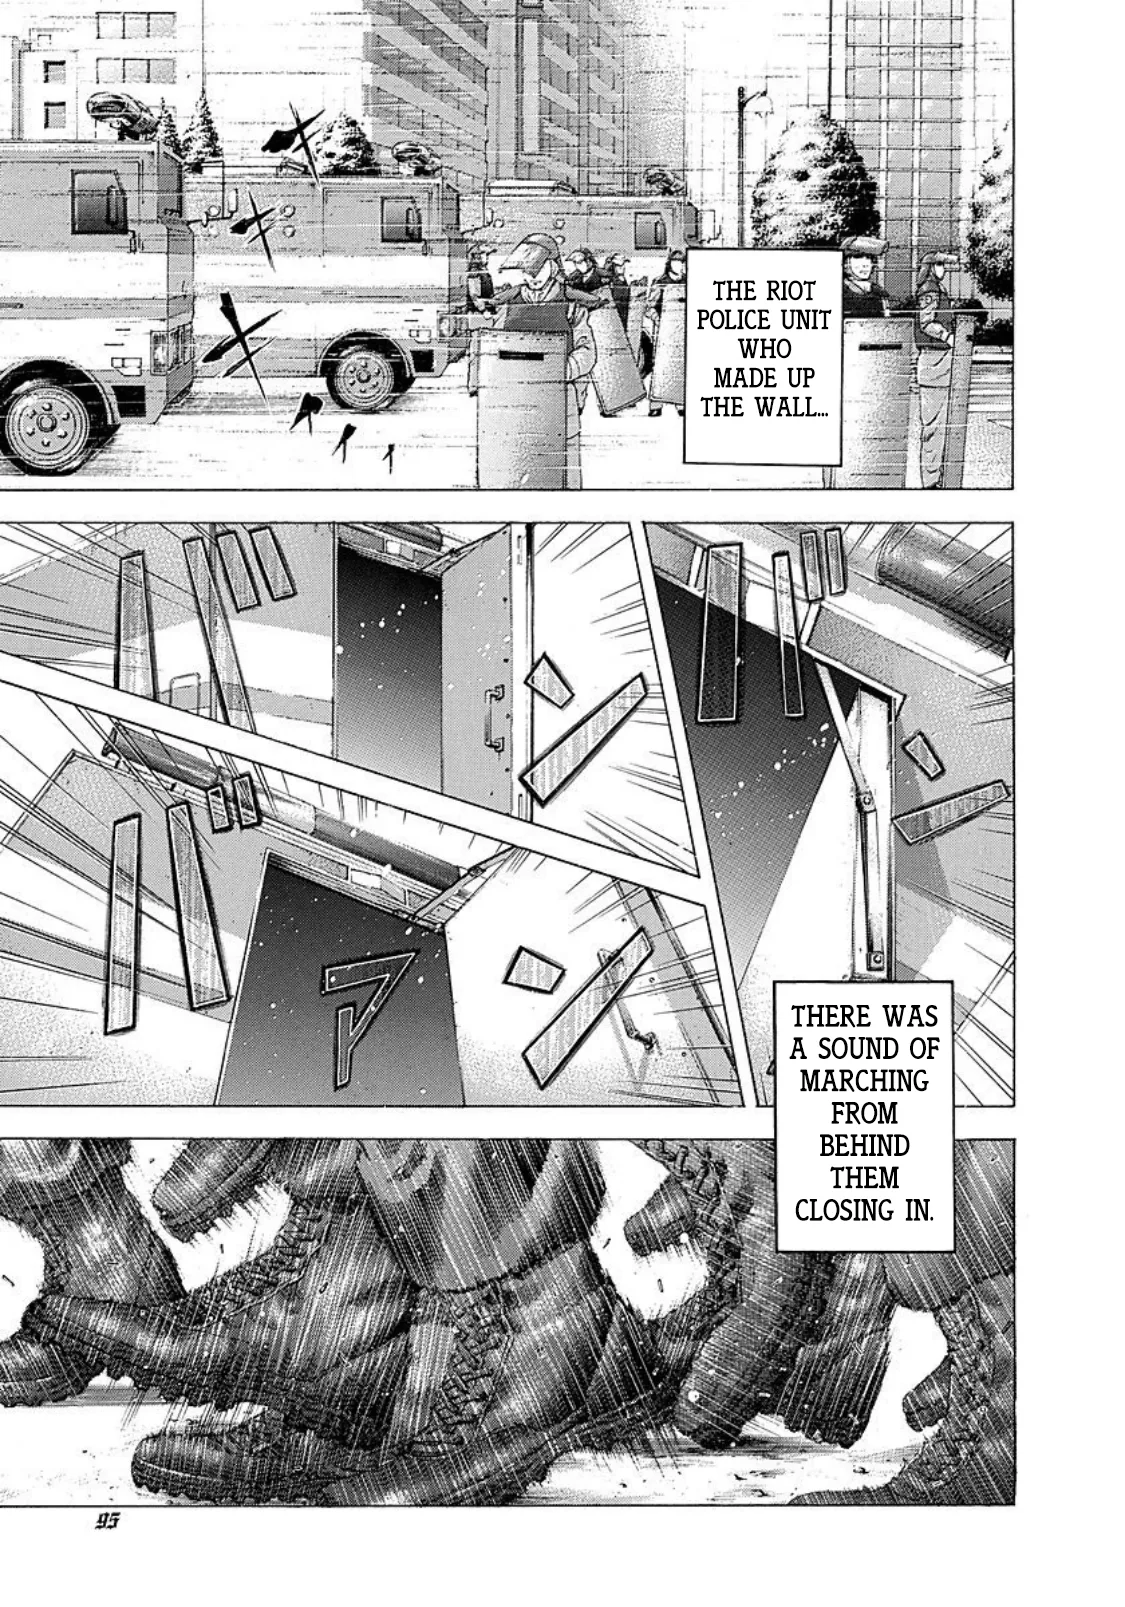 THE RIOT
POLICE UNIT
WHO
MADE UP
THE WALL...
THERE WAS
A SOUND OF
MARCHING
FROM
BEHIND
THEM
CLOSING IN.
95